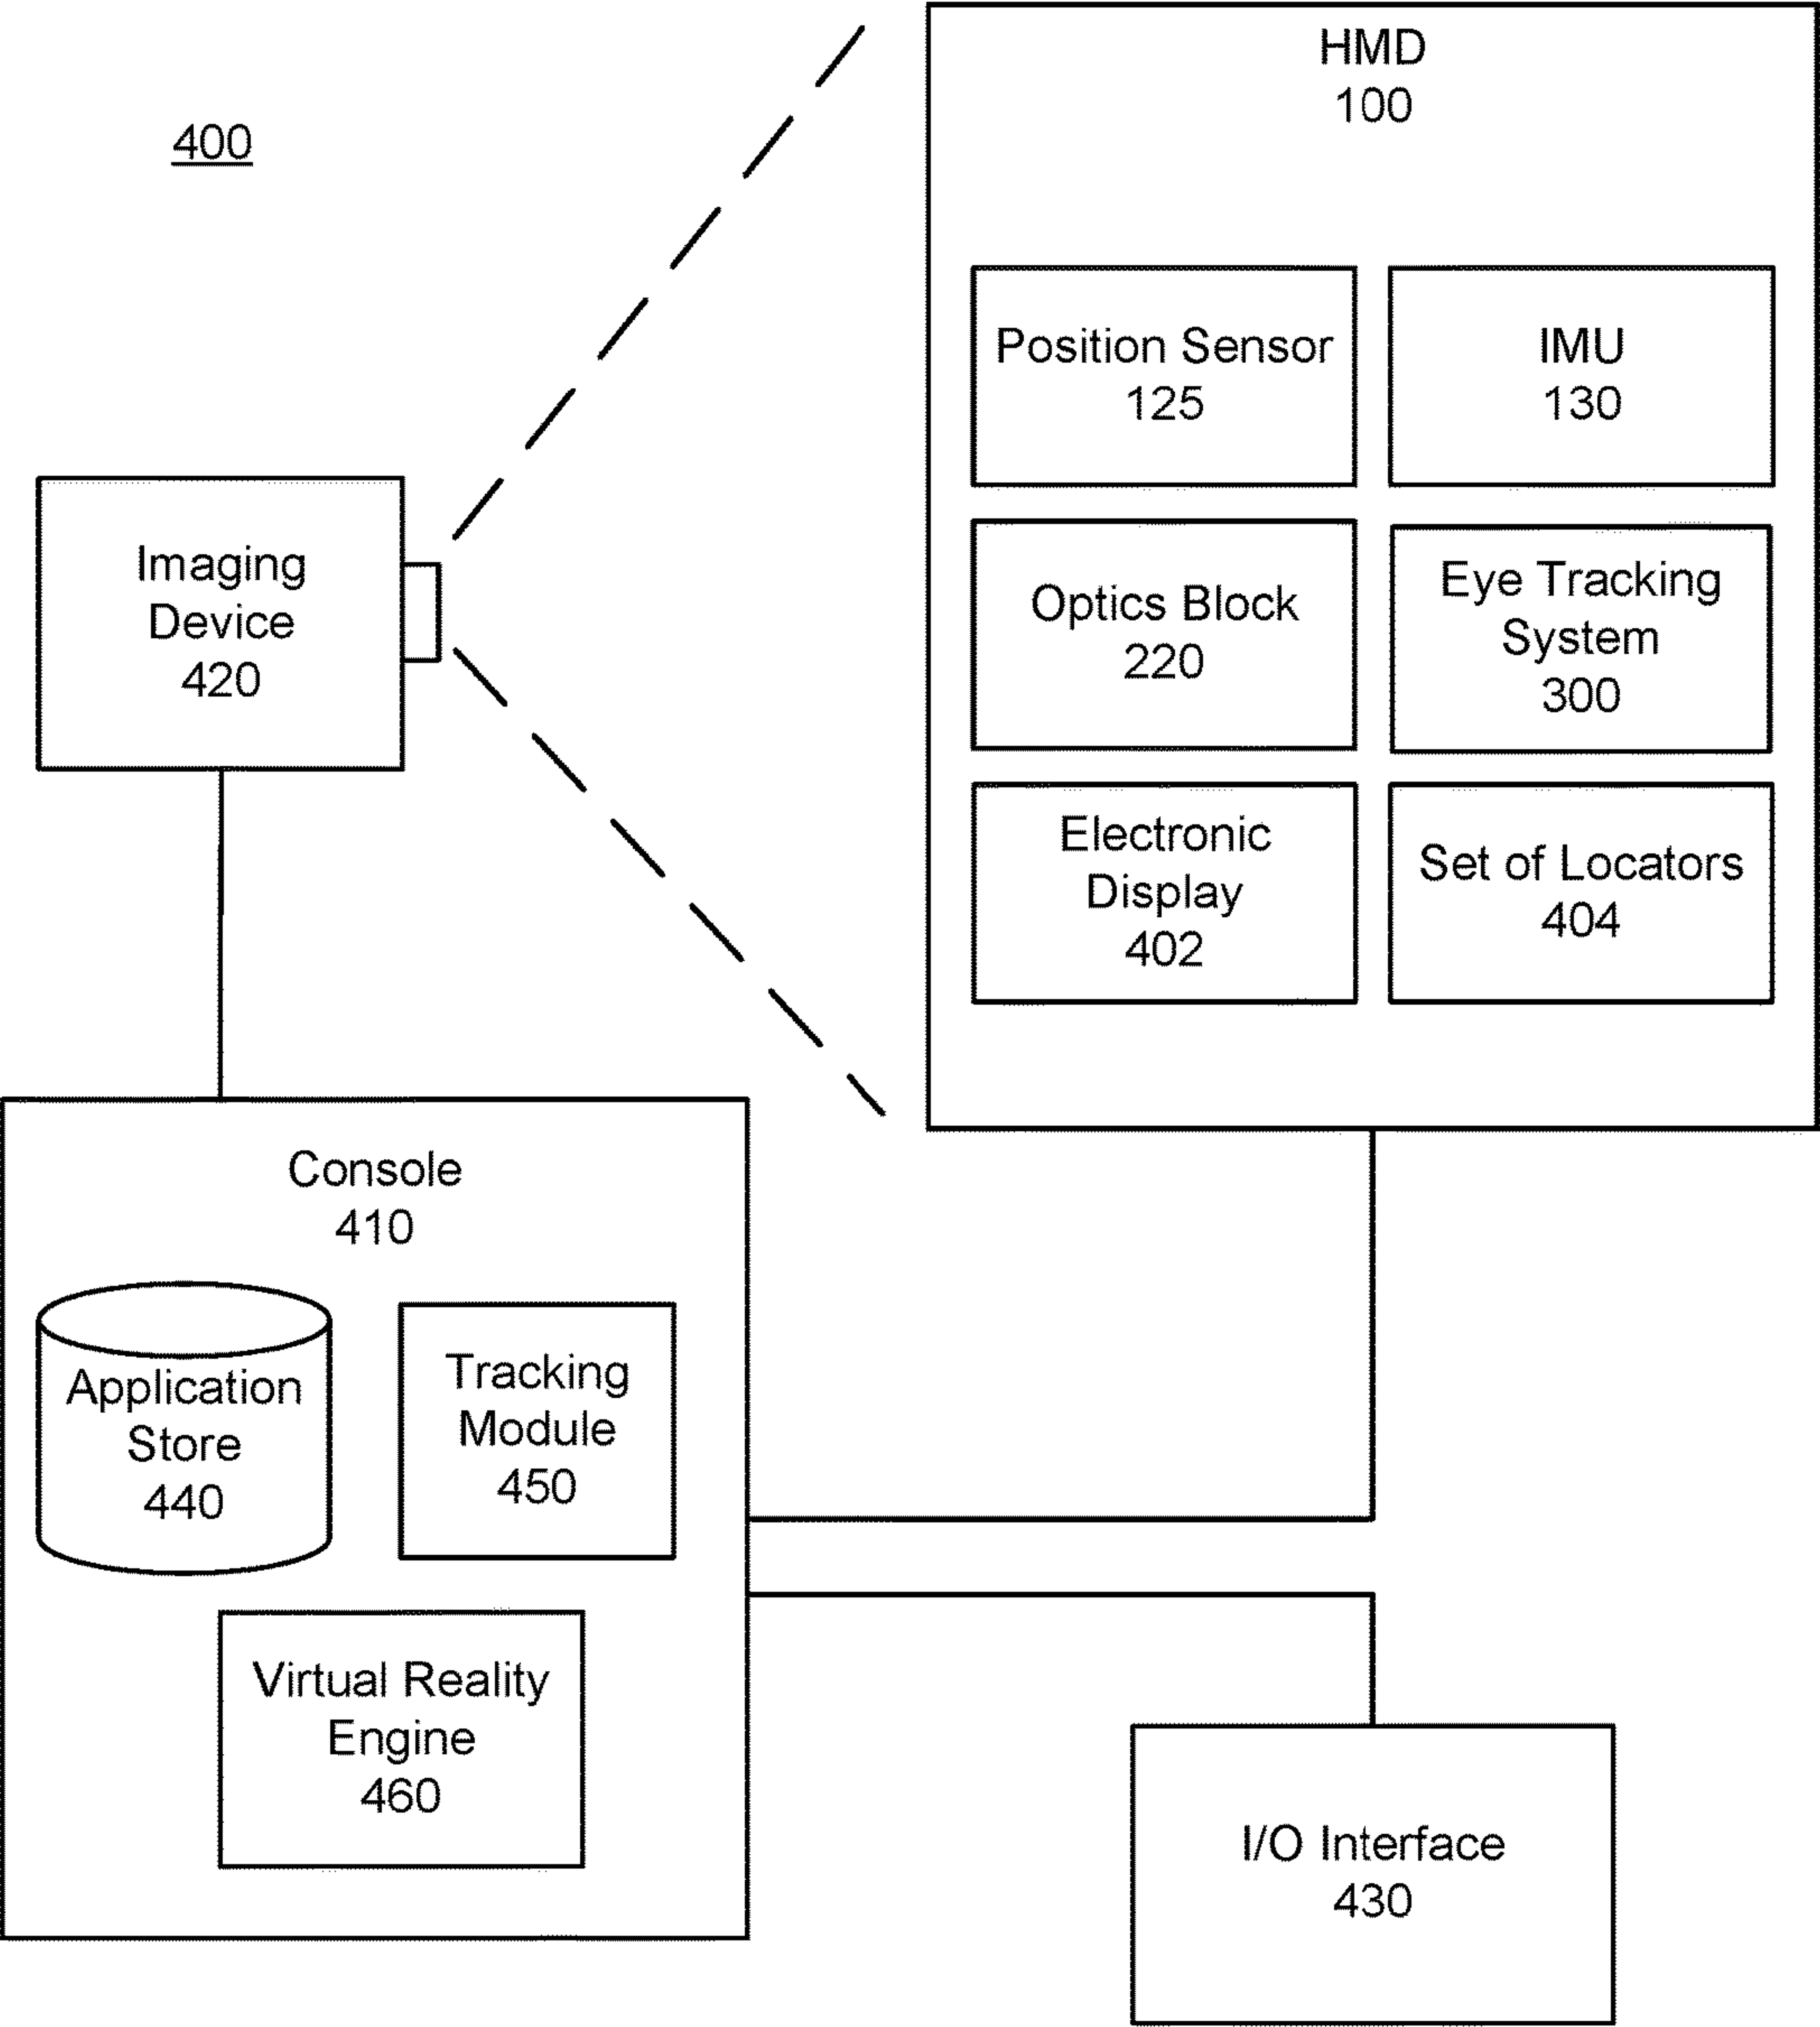 400
HMD
100
Position Sensor
125
IMU
130
Optics Block
220
Eye Tracking
System
300
Electronic
Display
402
Set of Locators
404
Imaging
Device
420
Console
410
Application
Store
440
Tracking
Module
450
Virtual Reality
Engine
460
I/O Interface
430